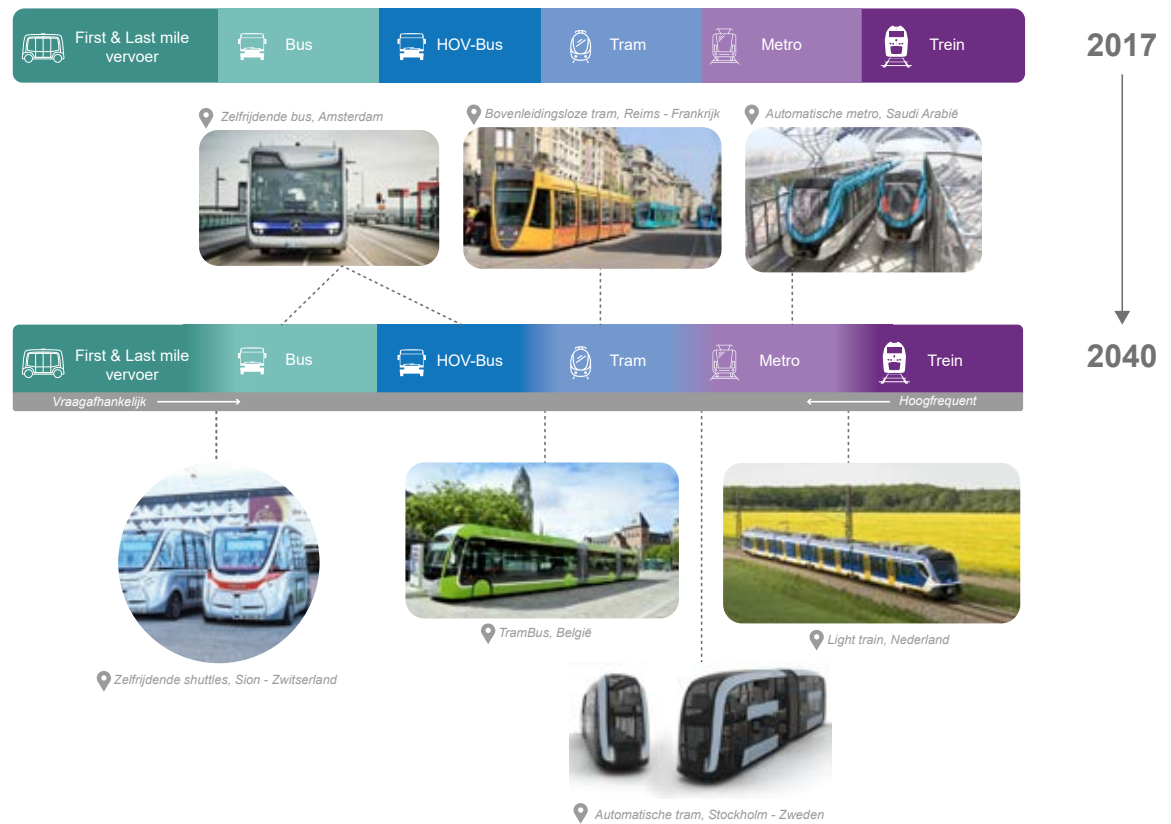 First & Last mile
vervoer
Bus
HOV-Bus
Tram
Metro
Trein
2017
Zelfrijdende bus, Amsterdam
Bovenleidingsloze tram, Reims - Frankrijk
Automatische metro, Saudi Arabië
First & Last mile
vervoer
Bus
HOV-Bus
Tram
Metro
Trein
2040
Vraagafhankelijk
Hoogfrequent
TramBus, België
Light train, Nederland
Zelfrijdende shuttles, Sion - Zwitserland
Automatische tram, Stockholm - Zweden